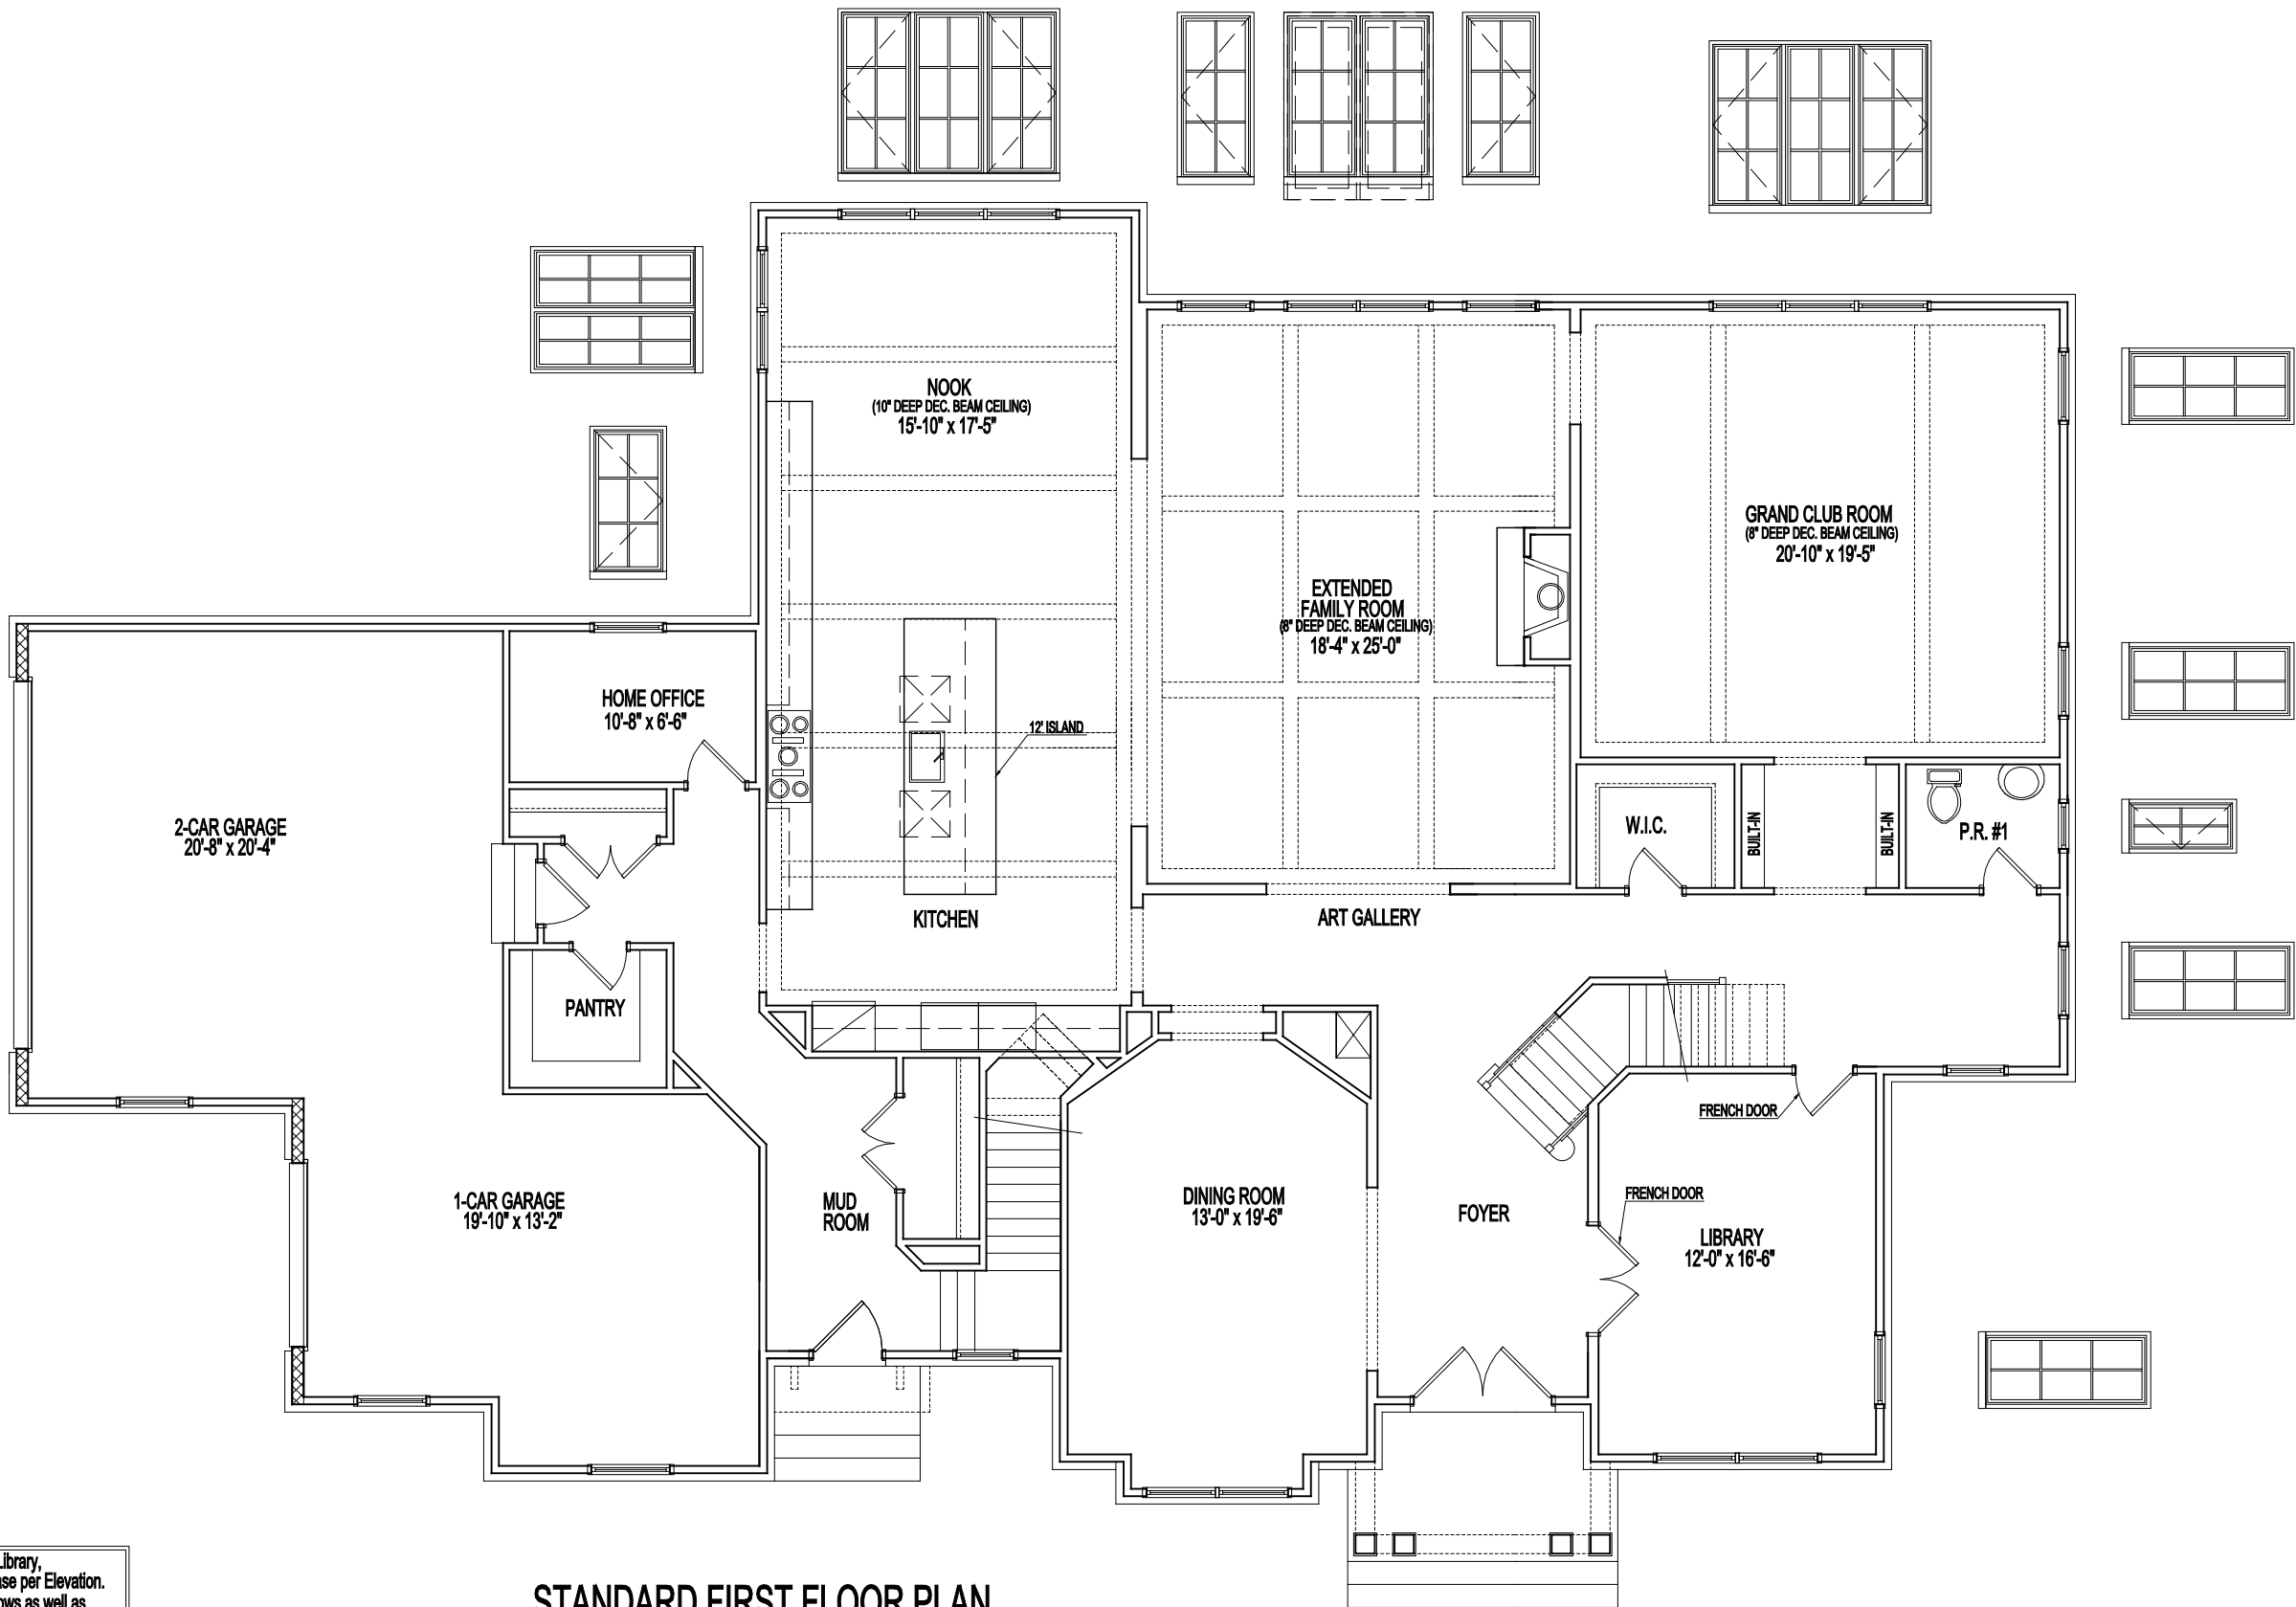 NOOK
(10" DEEP DEC. BEAM CEILING)
15'-10" x 17'-5"
GRAND CLUB ROOM
(8" DEEP DEC. BEAM CEILING)
20'-10" x 19'-5"
EXTENDED
FAMILY ROOM
(8" DEEP DEC. BEAM CEILING)
18'-4" x 25'-0"
HOME OFFICE
10'-8" x 6'-6"
12' ISLAND
2-CAR GARAGE
20'-8" x 20'-4"
W.I.C.
BUILT-IN
BUILT-IN
P.R. #1
KITCHEN
ART GALLERY
PANTRY
FRENCH DOOR
1-CAR GARAGE
19'-10" x 13'-2"
MUD
ROOM
DINING ROOM
13'-0" x 19'-6"
FOYER
FRENCH DOOR
LIBRARY
12'-0" x 16'-6"
Library,
per Elevation.
as well as
STANDARD FIRST FLOOR PLAN